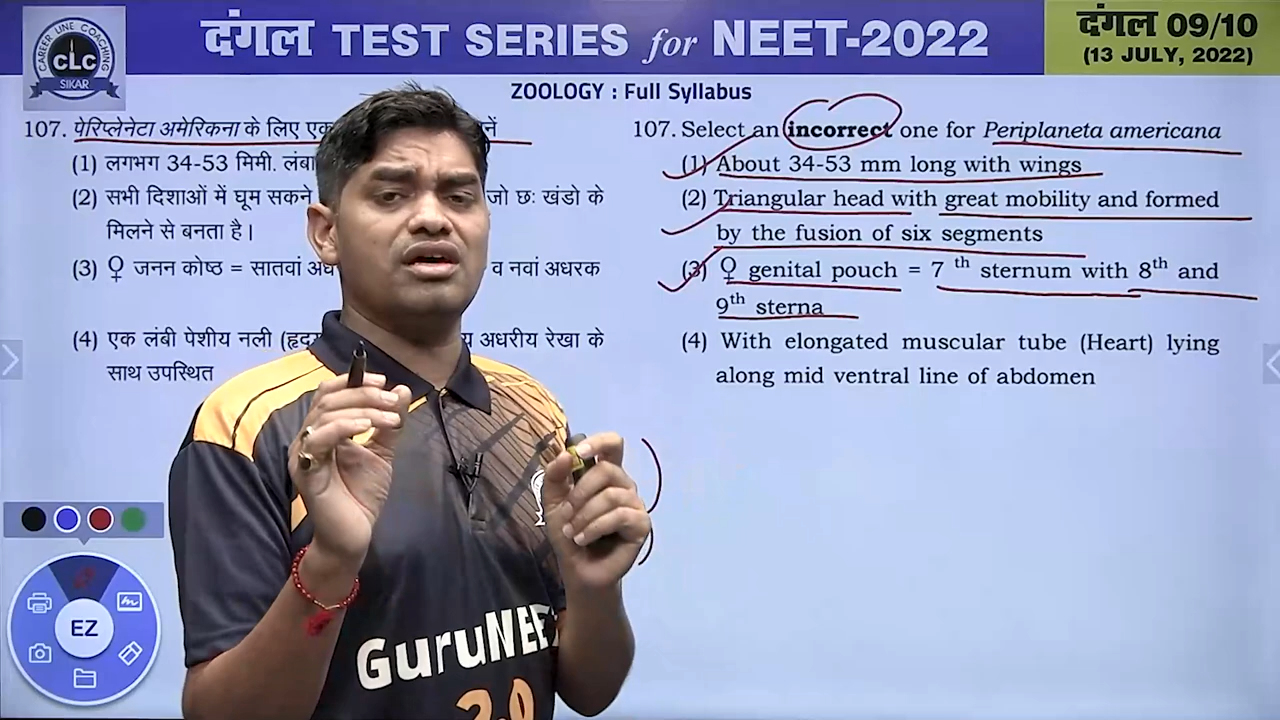 CAREER LINE COACHING
CLC
SIKAR
दंगल TEST SERIES for NEET-2022
दंगल 09/10
(13 JULY, 2022)
ZOOLOGY : Full Syllabus
107. पेरिप्लेनेटा अमेरिकना के लिए एक
(1) लगभग 34-53 मिमी. लंबा
(2) सभी दिशाओं में घूम सकने जो छः खंडो के
मिलने से बनता है।
(3) ♀ जनन कोष्ठ = सातवां व नवां अधरक
(4) एक लंबी पेशीय नली अधरीय रेखा के
साथ उपस्थित
107. Select an incorrect one for Periplaneta americana
(1) About 34-53 mm long with wings
(2) Triangular head with great mobility and formed
by the fusion of six segments
(3) ♀ genital pouch = 7 th sternum with 8th and
9th sterna
(4) With elongated muscular tube (Heart) lying
along mid ventral line of abdomen
EZ
GuruNEE
2.0